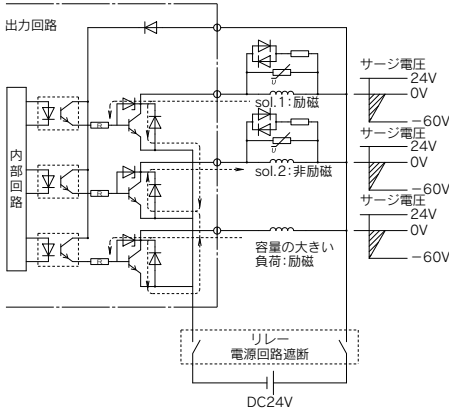 出力回路
内部回路
R
R
R
U
sol.1:励磁
U
sol.2:非励磁
容量の大きい
負荷:励磁
サージ電圧
24V
0V
−60V
サージ電圧
24V
0V
−60V
サージ電圧
24V
0V
−60V
リレー
電源回路遮断
DC24V